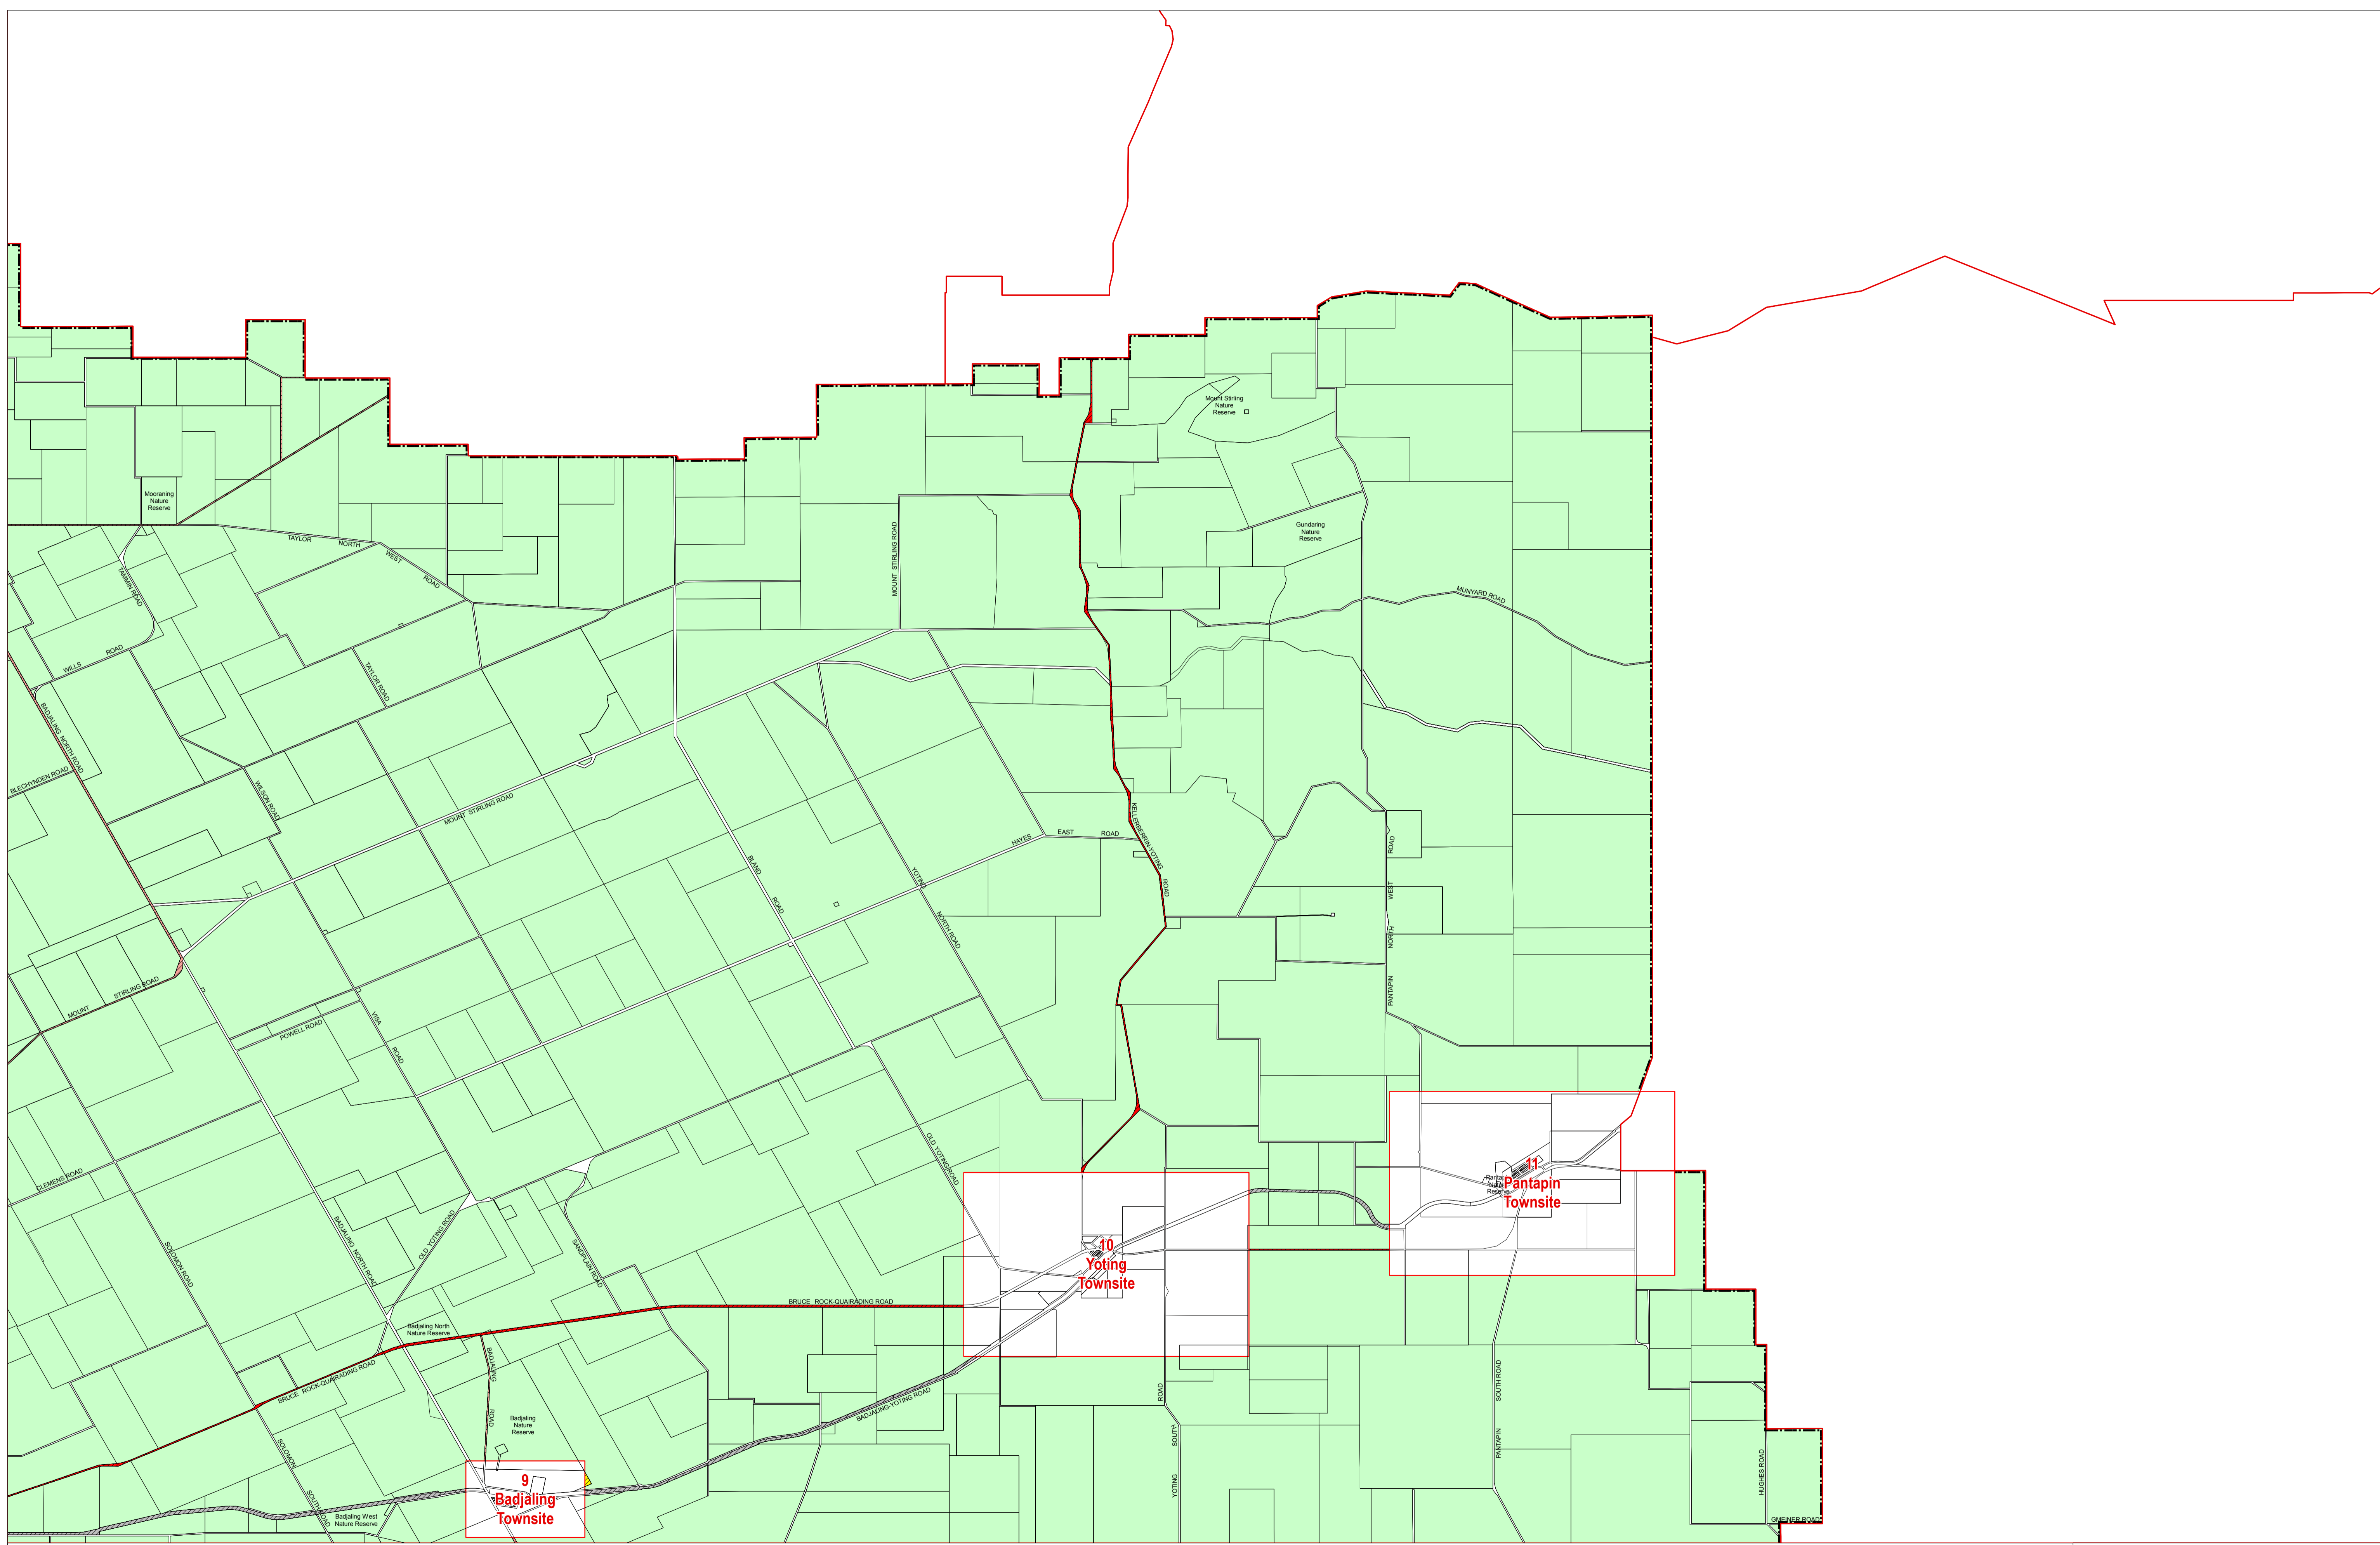 Mount Stirling
Nature
Reserve
Mooraning
Nature
Reserve
Gundaring
Nature
Reserve
TAYLOR NORTH WEST ROAD
MOUNT STIRLING ROAD
TAMMIN ROAD
MUNYARD ROAD
WILLS ROAD
TAYLOR ROAD
BADJALING NORTH ROAD
BLECHYNDEN ROAD
WILSON ROAD
MOUNT STIRLING ROAD
KELLERBERRIN-YOTING ROAD
HAYES EAST ROAD
BLAND ROAD
YOTING NORTH ROAD
PANTAPIN NORTH WEST ROAD
MOUNT STIRLING ROAD
POWELL ROAD
VISA ROAD
OLD YOTING ROAD
CLEMENS ROAD
11
Pantapin
Townsite
Nature
Reserve
SOLOMON ROAD
BADJALING NORTH ROAD
OLD YOTING ROAD
SANDPLAIN ROAD
10
Yoting
Townsite
BRUCE ROCK-QUAIRADING ROAD
Badjaling North
Nature Reserve
BRUCE ROCK-QUAIRADING ROAD
BADJALING ROAD
BADJALING-YOTING ROAD
YOTING SOUTH ROAD
PANTAPIN SOUTH ROAD
Badjaling
Nature
Reserve
SOLOMON SOUTH ROAD
9
Badjaling
Townsite
Badjaling West
Nature Reserve
HUGHES ROAD
GMEINER ROAD